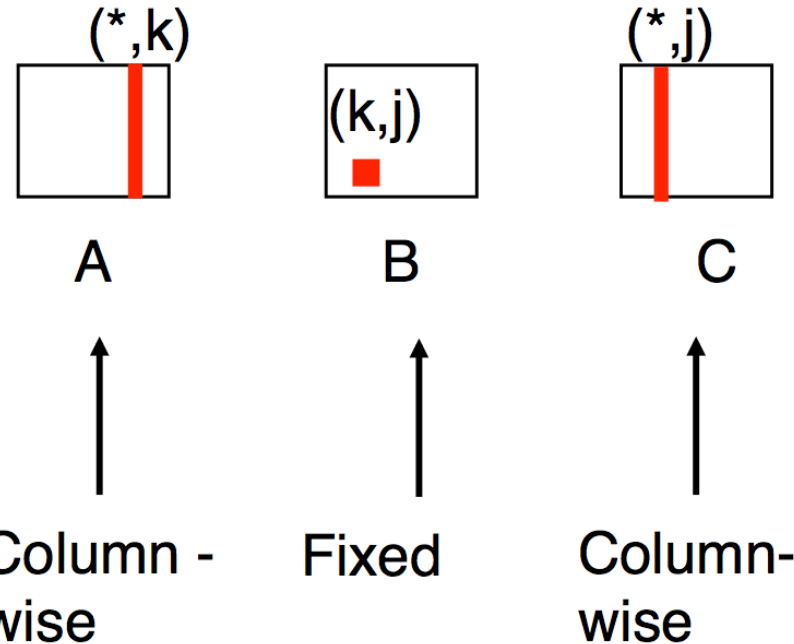 (*,k)
(*,j)
(k,j)
A
B
C
Column -
wise
Fixed
Column-
wise